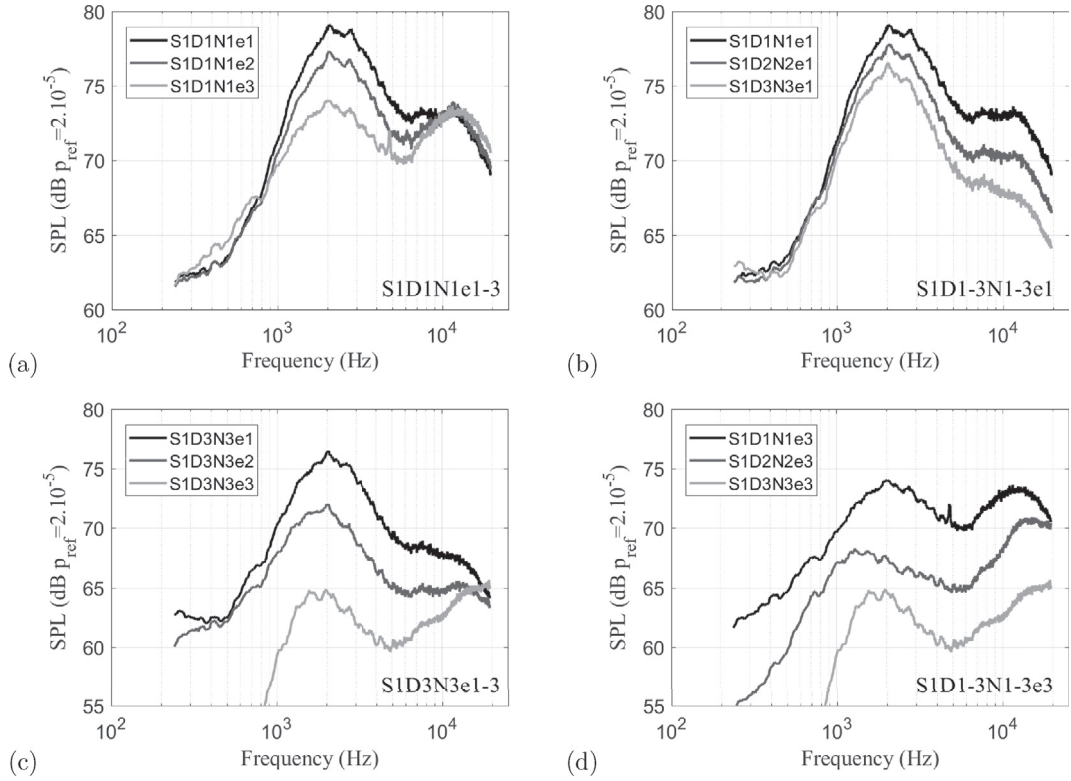 80
75
70
65
60
SPL (dB p_ref=2.10^-5)
S1D1N1e1
S1D1N1e2
S1D1N1e3
S1D1N1e1-3
10^2
10^3
10^4
Frequency (Hz)
(a)
80
75
70
65
60
SPL (dB p_ref=2.10^-5)
S1D1N1e1
S1D2N2e1
S1D3N3e1
S1D1-3N1-3e1
10^2
10^3
10^4
Frequency (Hz)
(b)
80
75
70
65
60
55
SPL (dB p_ref=2.10^-5)
S1D3N3e1
S1D3N3e2
S1D3N3e3
S1D3N3e1-3
10^2
10^3
10^4
Frequency (Hz)
(c)
80
75
70
65
60
55
SPL (dB p_ref=2.10^-5)
S1D1N1e3
S1D2N2e3
S1D3N3e3
S1D1-3N1-3e3
10^2
10^3
10^4
Frequency (Hz)
(d)